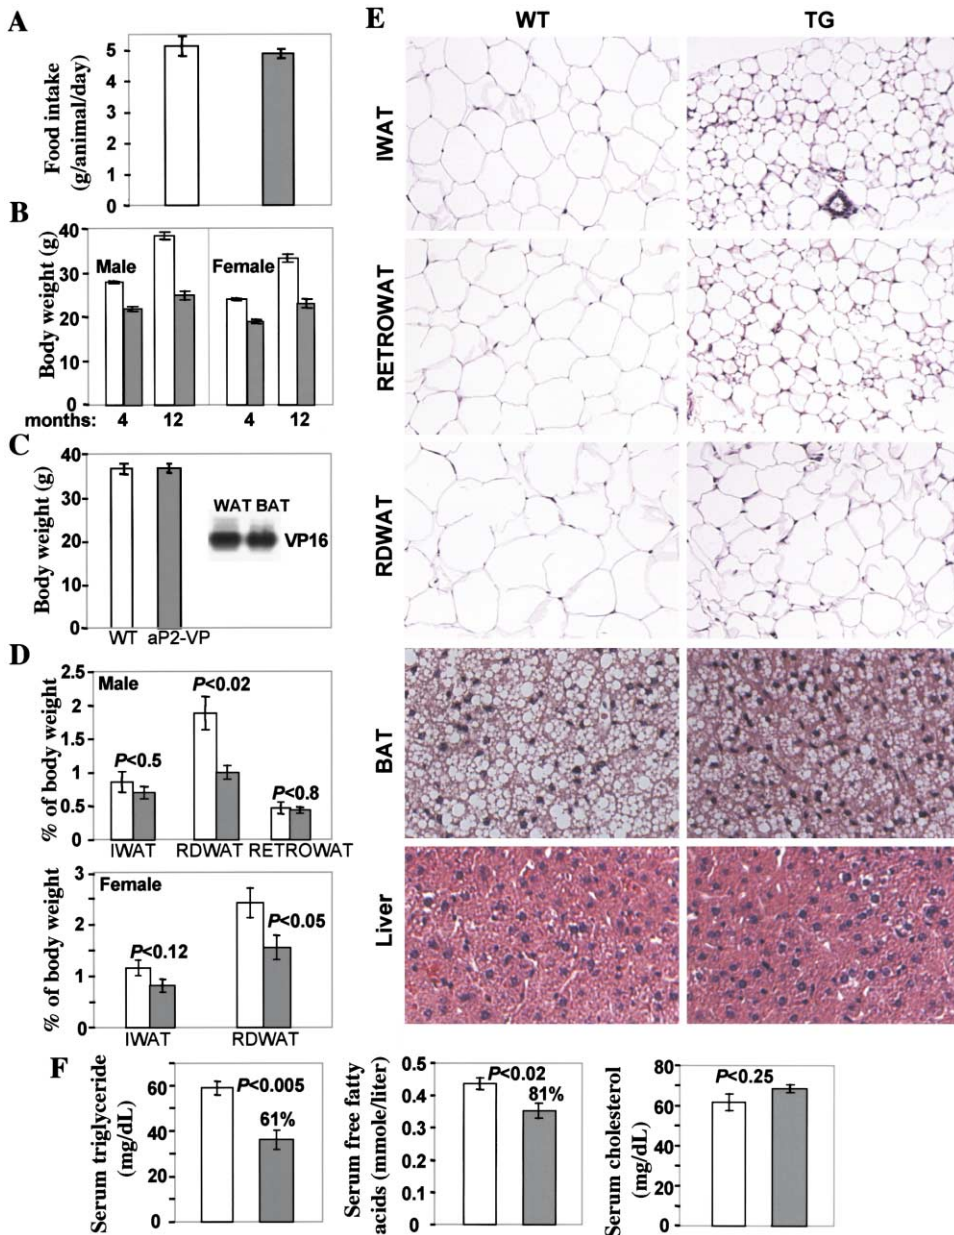 A
Food intake
(g/animal/day)
5
4
3
2
1
0
B
Body weight (g)
40
30
20
10
0
Male
Female
months: 4 12 4 12
C
Body weight (g)
40
30
20
10
0
WT aP2-VP
WAT BAT
VP16
D
% of body weight
2.5
2
1.5
1
0.5
0
Male
P<0.02
P<0.5
P<0.8
IWAT RDWAT RETROWAT
% of body weight
3
2
1
0
Female
P<0.12
P<0.05
IWAT RDWAT
E
WT TG
IWAT
RETROWAT
RDWAT
BAT
Liver
F
Serum triglyceride
(mg/dL)
60
40
20
0
P<0.005
61%
Serum free fatty
acids (mmole/liter)
0.5
0.4
0.3
0.2
0.1
0
P<0.02
81%
Serum cholesterol
(mg/dL)
80
60
40
20
0
P<0.25